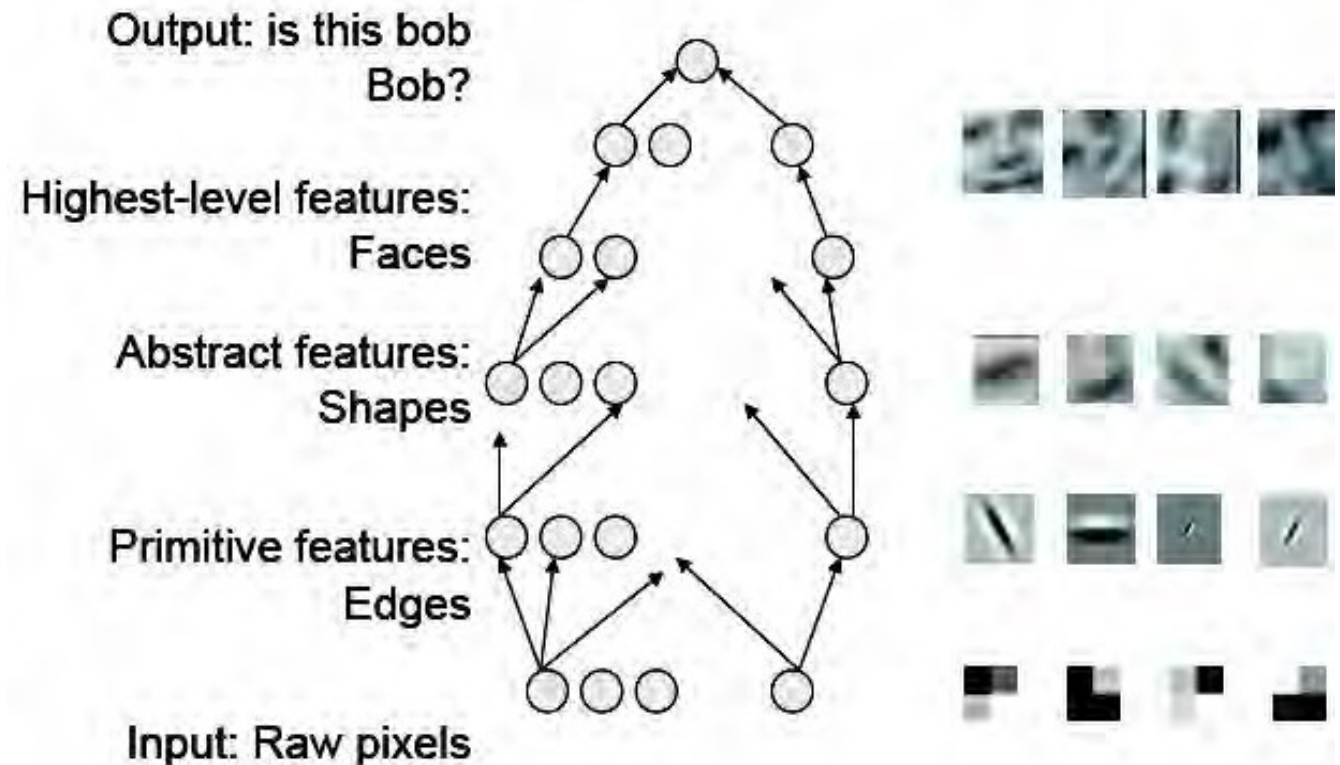 Output: is this bob
Bob?
Highest-level features:
Faces
Abstract features:
Shapes
Primitive features:
Edges
Input: Raw pixels